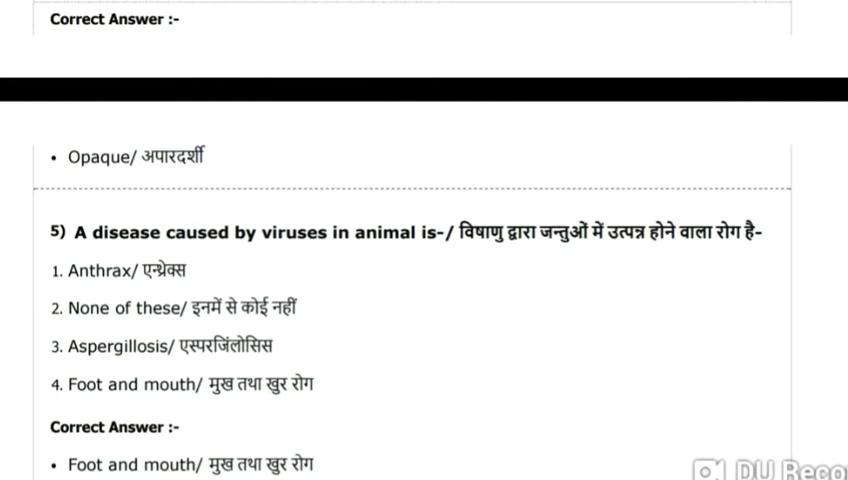 Correct Answer :-
• Opaque/ अपारदर्शी
5) A disease caused by viruses in animal is-/ विषाणु द्वारा जन्तुओं में उत्पन्न होने वाला रोग है-
1. Anthrax/ एन्थ्रेक्स
2. None of these/ इनमें से कोई नहीं
3. Aspergillosis/ एस्परजिंलोसिस
4. Foot and mouth/ मुख तथा खुर रोग
Correct Answer :-
• Foot and mouth/ मुख तथा खुर रोग
DU Reco